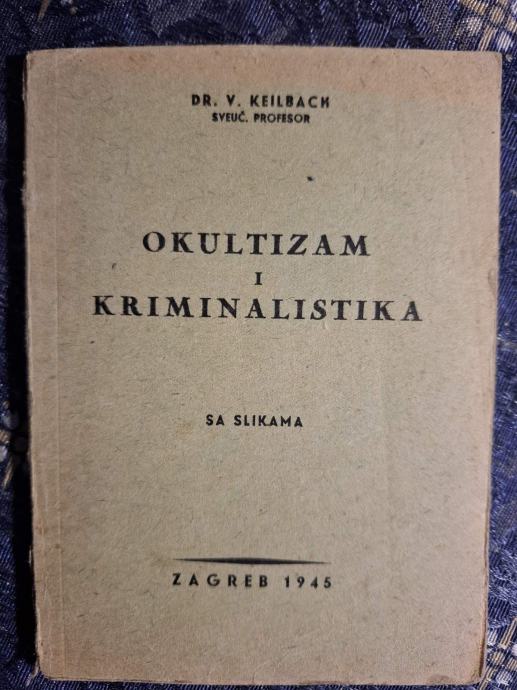 DR. V. KEILBACH
SVEUČ. PROFESOR
OKULTIZAM
I
KRIMINALISTIKA
SA SLIKAMA
ZAGREB 1945